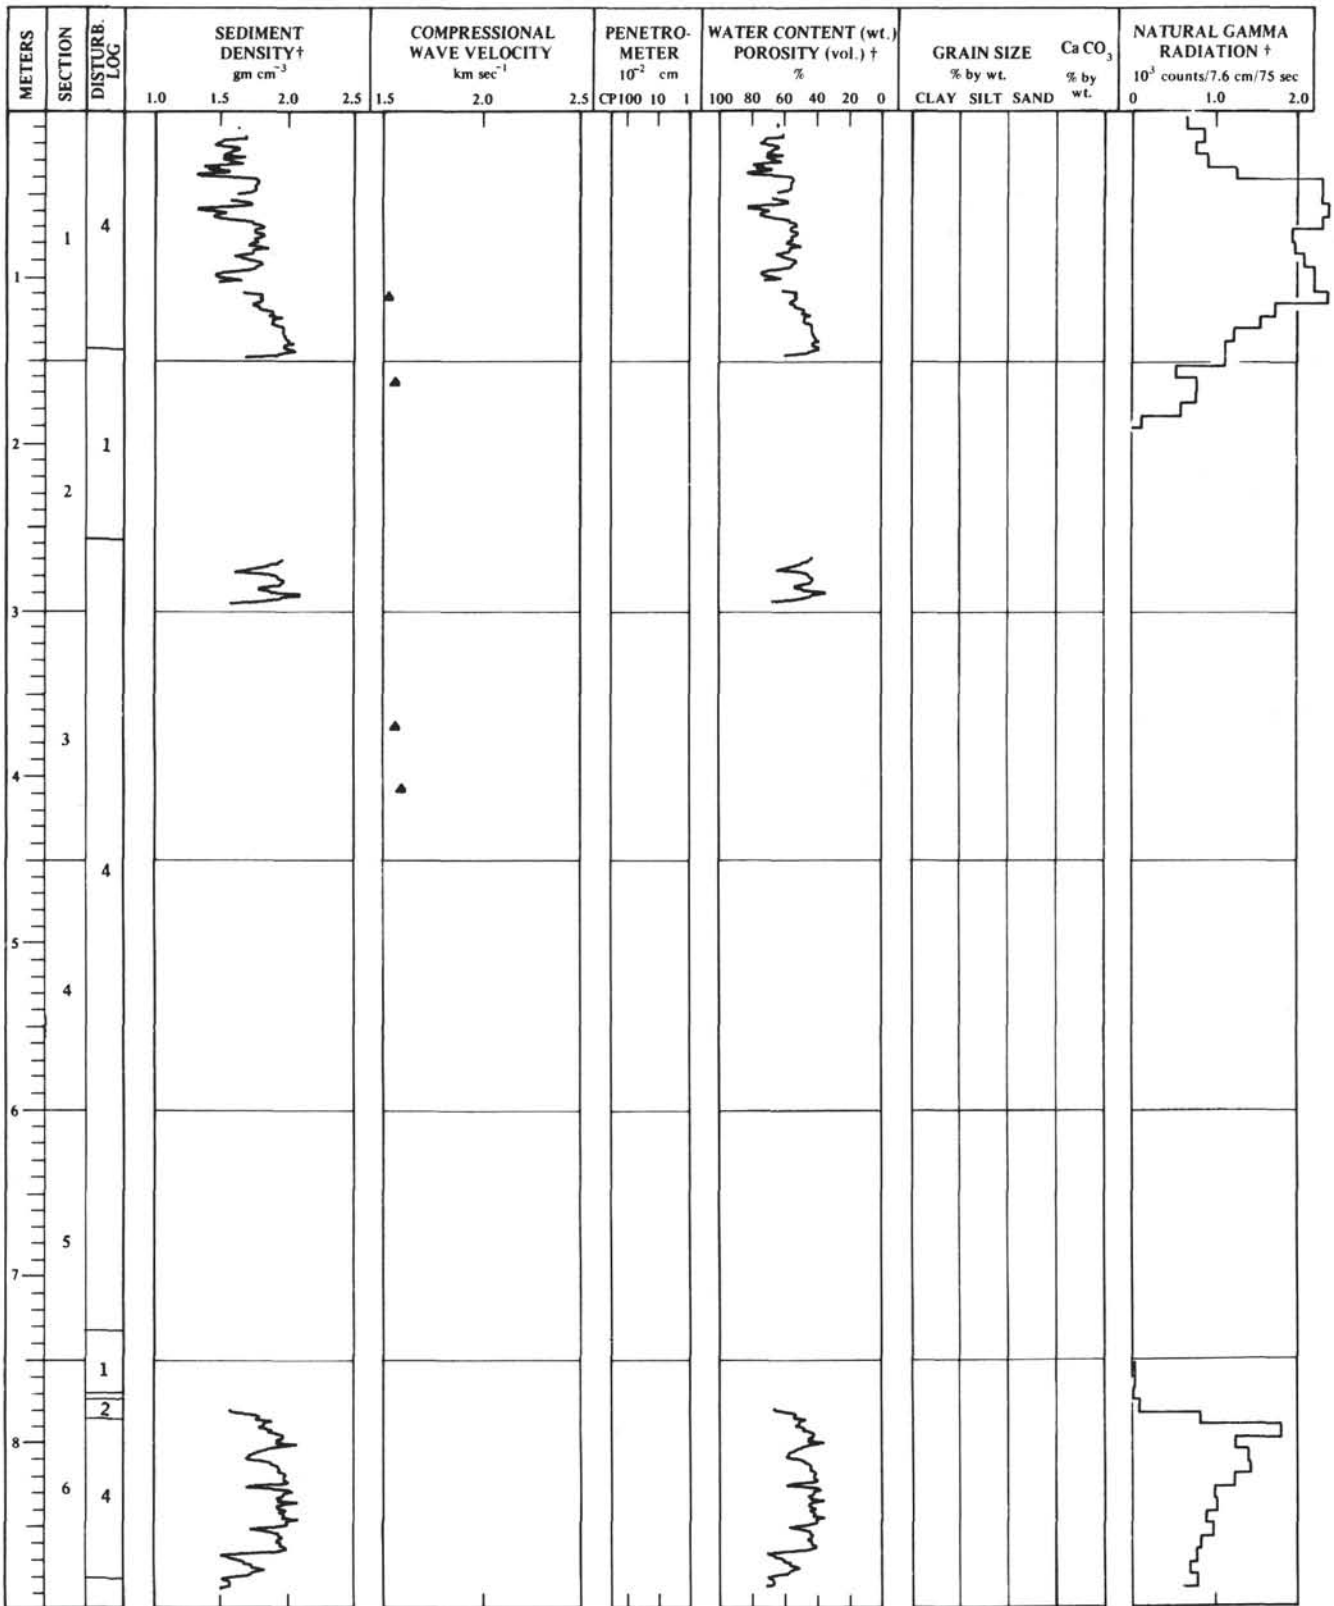 METERS
SECTION
DISTURB. LOG
SEDIMENT
DENSITY†
gm cm⁻³
1.0 1.5 2.0 2.5
COMPRESSIONAL
WAVE VELOCITY
km sec⁻¹
1.5 2.0 2.5
PENETRO-
METER
10⁻² cm
CP100 10 1
WATER CONTENT (wt.)
POROSITY (vol.) †
%
100 80 60 40 20 0
GRAIN SIZE
% by wt.
CLAY SILT SAND
Ca CO₃
% by
wt.
NATURAL GAMMA
RADIATION †
10³ counts/7.6 cm/75 sec
0 1.0 2.0
4
1
1
2
1
2
3
3
4
4
5
4
6
5
7
1
2
8
6
4